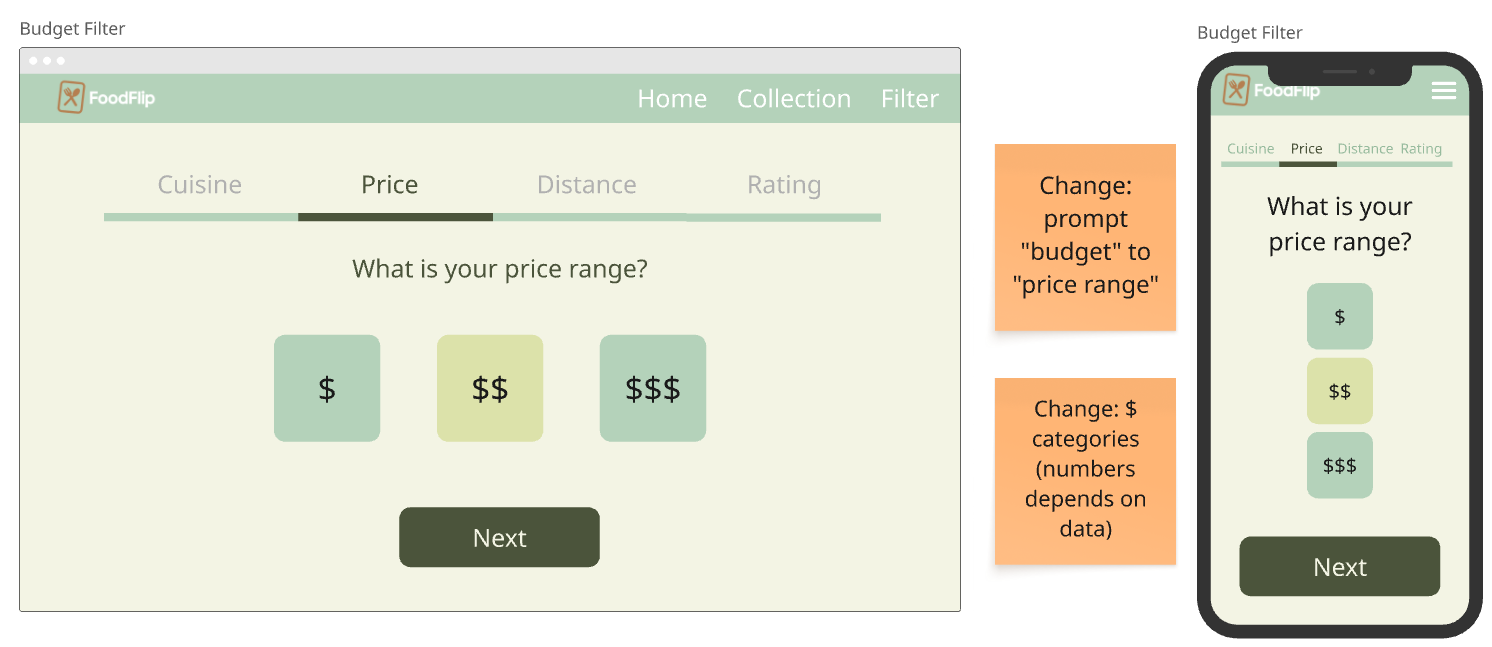 Budget Filter
FoodFlip
Home Collection Filter
Cuisine Price Distance Rating
What is your price range?
$ $$ $$$
Next
Change:
prompt
"budget" to
"price range"
Change: $
categories
(numbers
depends on
data)
Budget Filter
FoodFlip
Cuisine Price Distance Rating
What is your
price range?
$
$$
$$$
Next